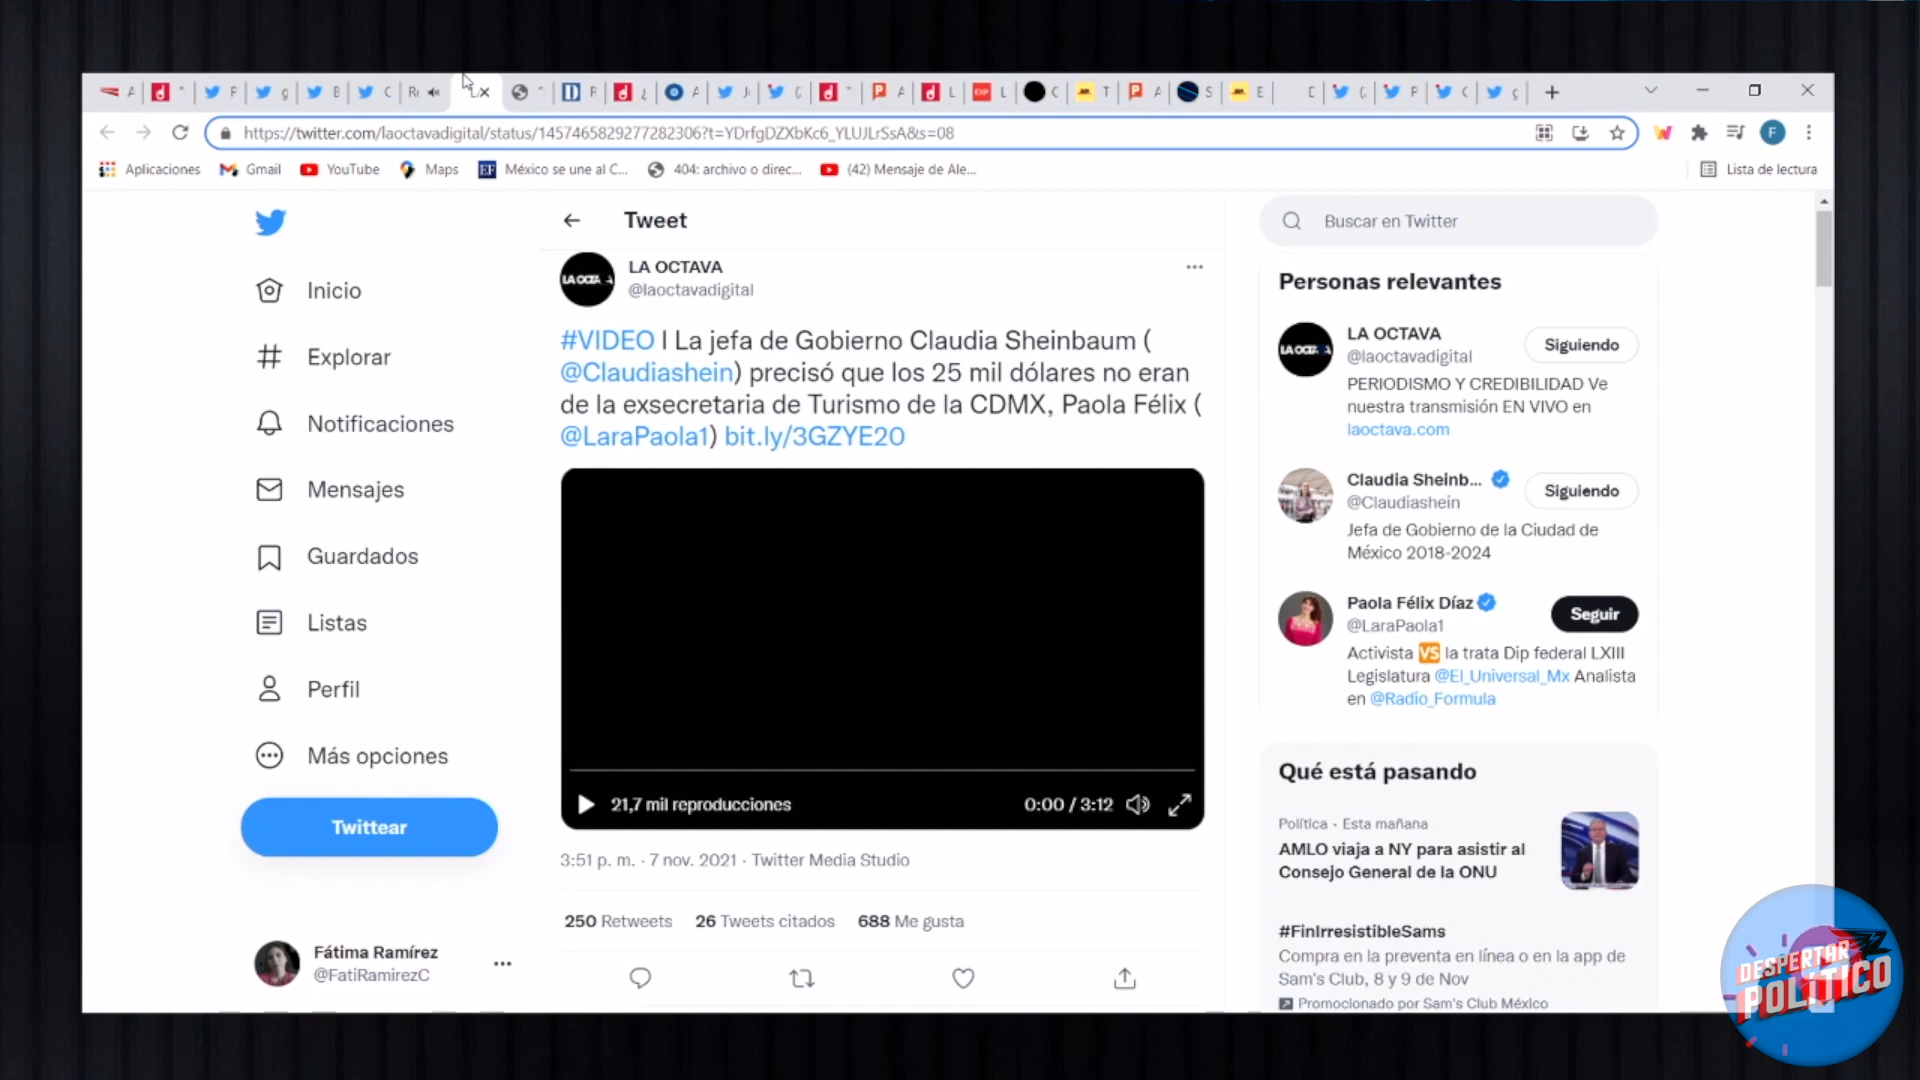 https://twitter.com/laoctavadigital/status/1457465829277282306?t=YDrfgDZXbKc6_YLUJLrSsA&s=08
Aplicaciones
Gmail
YouTube
Maps
México se une al C...
404: archivo o direc...
(42) Mensaje de Ale...
Lista de lectura
Inicio
Explorar
Notificaciones
Mensajes
Guardados
Listas
Perfil
Más opciones
Twittear
Fátima Ramírez
@FatiRamirezC
Tweet
LA OCTAVA
LA OCTAVA
@laoctavadigital
#VIDEO l La jefa de Gobierno Claudia Sheinbaum (
@Claudiashein) precisó que los 25 mil dólares no eran
de la exsecretaria de Turismo de la CDMX, Paola Félix (
@LaraPaola1) bit.ly/3GZYE20
21,7 mil reproducciones
0:00 / 3:12
3:51 p. m. · 7 nov. 2021 · Twitter Media Studio
250 Retweets 26 Tweets citados 688 Me gusta
Buscar en Twitter
Personas relevantes
LA OCTAVA
LA OCTAVA
@laoctavadigital
Siguiendo
PERIODISMO Y CREDIBILIDAD Ve
nuestra transmisión EN VIVO en
laoctava.com
Claudia Sheinb...
@Claudiashein
Siguiendo
Jefa de Gobierno de la Ciudad de
México 2018-2024
Paola Félix Díaz
@LaraPaola1
Seguir
Activista VS la trata Dip federal LXIII
Legislatura @El_Universal_Mx Analista
en @Radio_Formula
Qué está pasando
Política · Esta mañana
AMLO viaja a NY para asistir al
Consejo General de la ONU
#FinIrresistibleSams
Compra en la preventa en línea o en la app de
Sam's Club, 8 y 9 de Nov
Promocionado por Sam's Club México
DESPERTAR
POLÍTICO